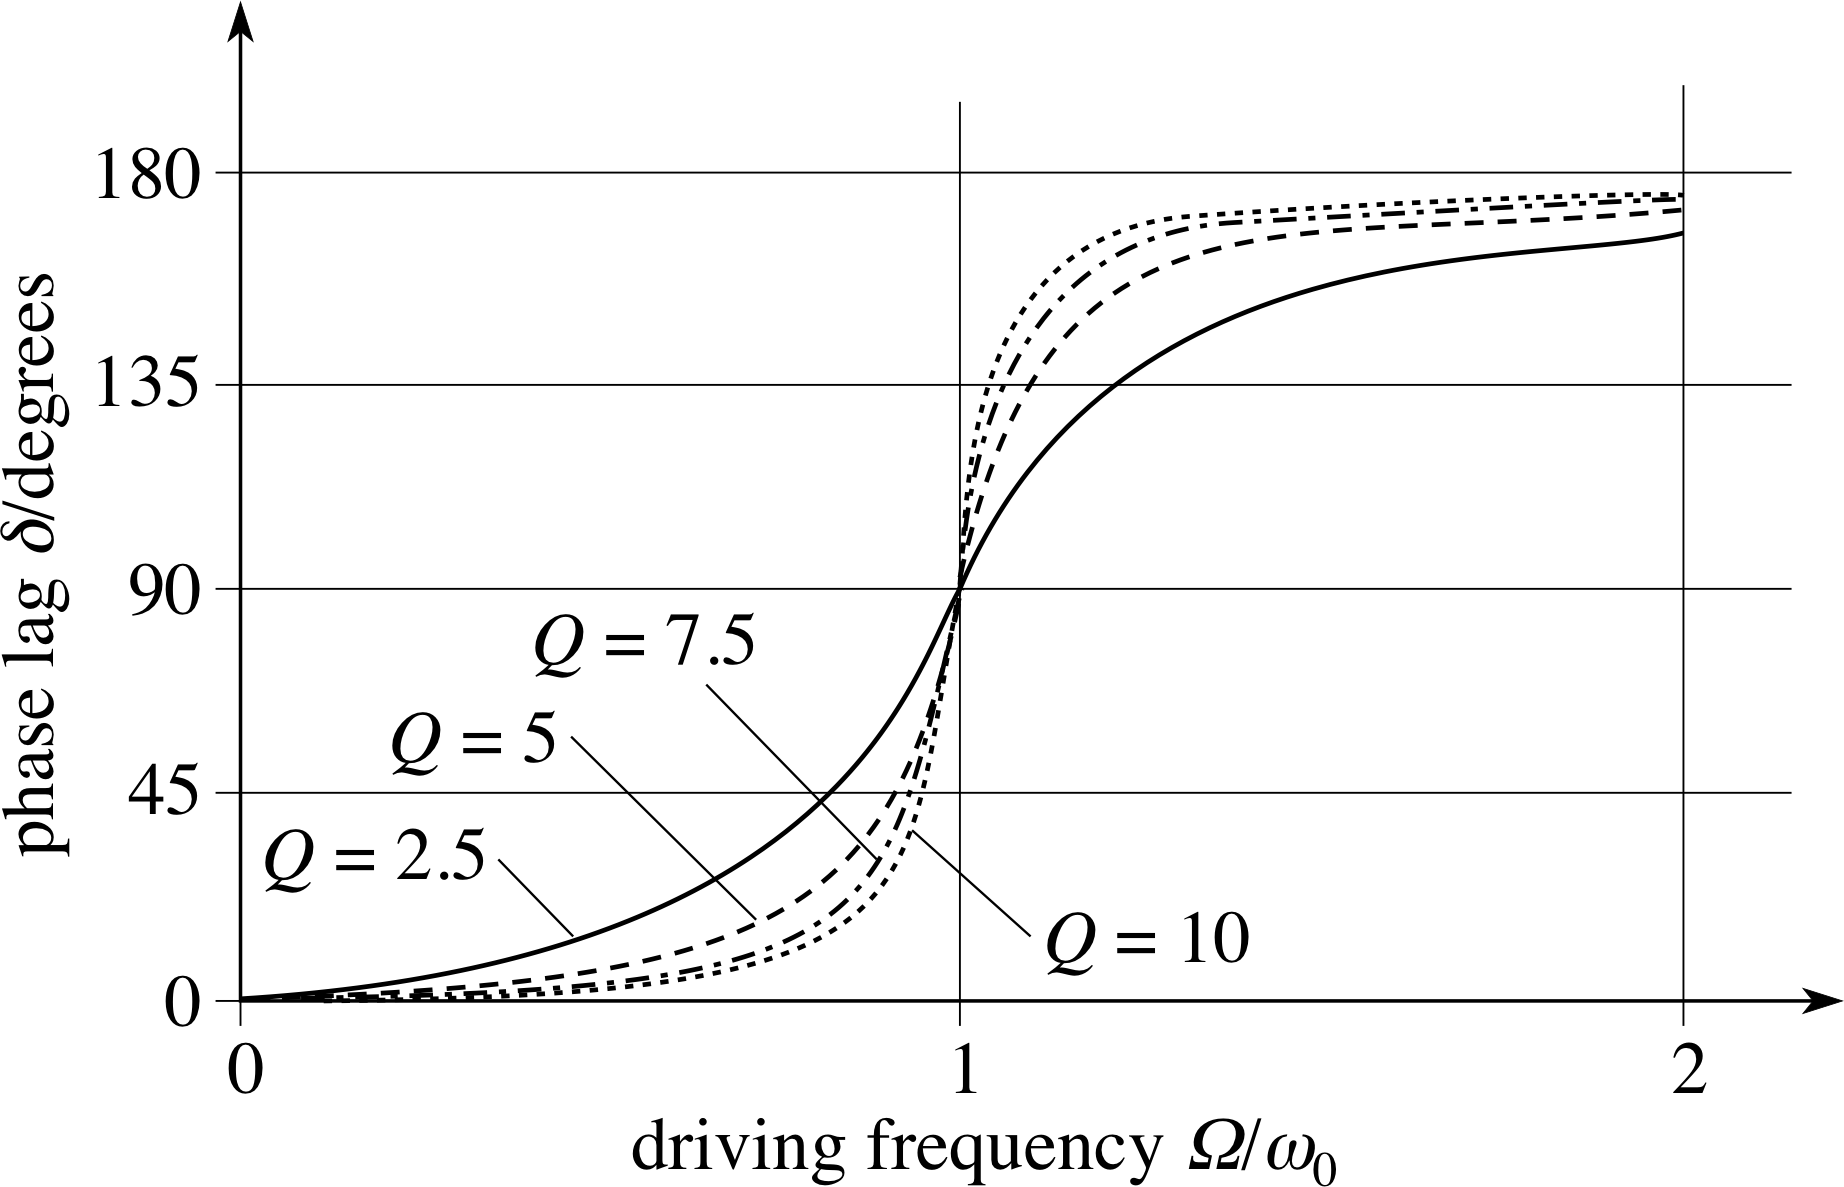 phase lag δ/degrees
180
135
90
45
0
Q = 7.5
Q = 5
Q = 2.5
Q = 10
0 1 2
driving frequency Ω/ω₀